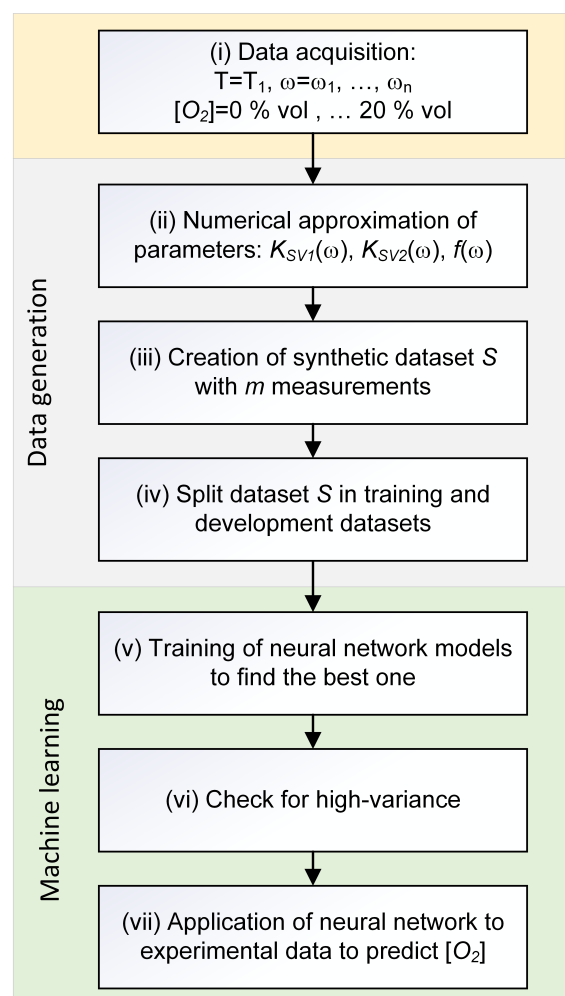 (i) Data acquisition:
T=T₁, ω=ω₁, …, ωₙ
[O₂]=0 % vol , … 20 % vol
Data generation
(ii) Numerical approximation of
parameters: K_SV1(ω), K_SV2(ω), f(ω)
(iii) Creation of synthetic dataset S
with m measurements
(iv) Split dataset S in training and
development datasets
Machine learning
(v) Training of neural network models
to find the best one
(vi) Check for high-variance
(vii) Application of neural network to
experimental data to predict [O₂]